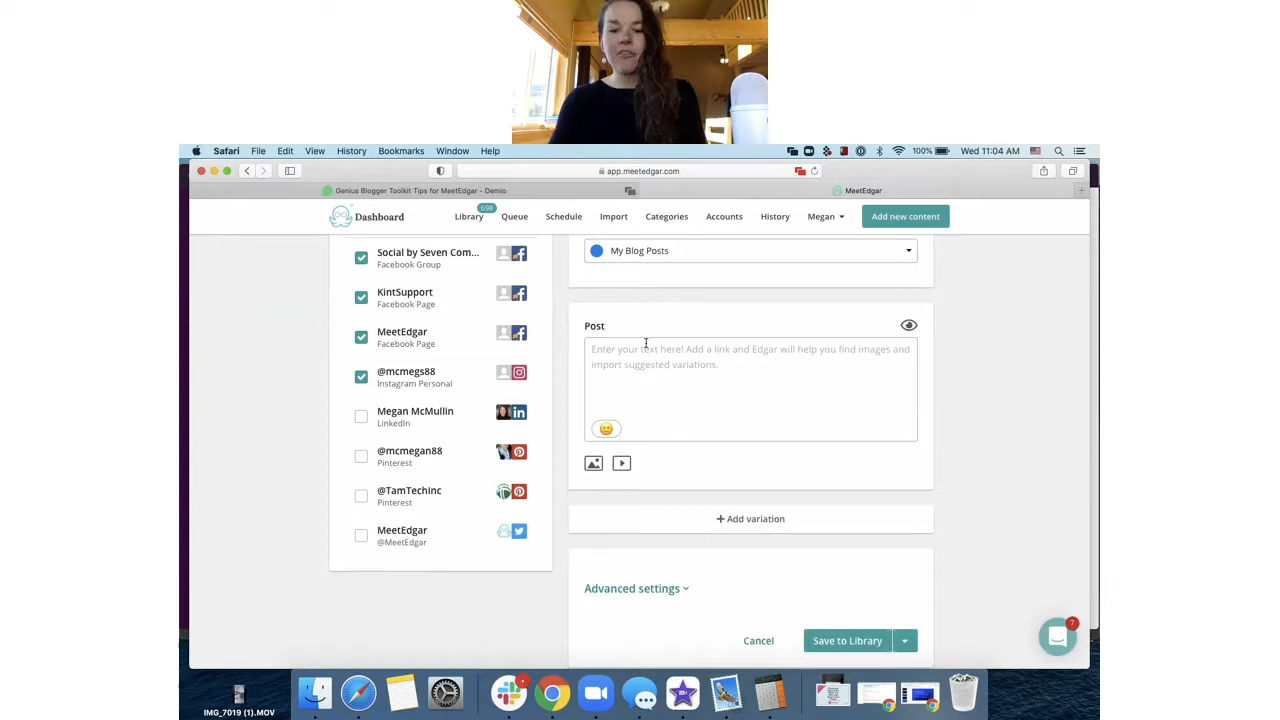 Safari File Edit View History Bookmarks Window Help 100% Wed 11:04 AM
app.meetedgar.com
Genius Blogger Toolkit Tips for MeetEdgar - Demio MeetEdgar
698
Dashboard Library Queue Schedule Import Categories Accounts History Megan Add new content
Social by Seven Com...
Facebook Group
KintSupport
Facebook Page
MeetEdgar
Facebook Page
@mcmegs88
Instagram Personal
Megan McMullin
LinkedIn
@mcmegan88
Pinterest
@TamTechInc
Pinterest
MeetEdgar
@MeetEdgar
My Blog Posts
Post
Enter your text here! Add a link and Edgar will help you find images and
import suggested variations.
+ Add variation
Advanced settings
Cancel Save to Library
7
IMG_7019 (1).MOV